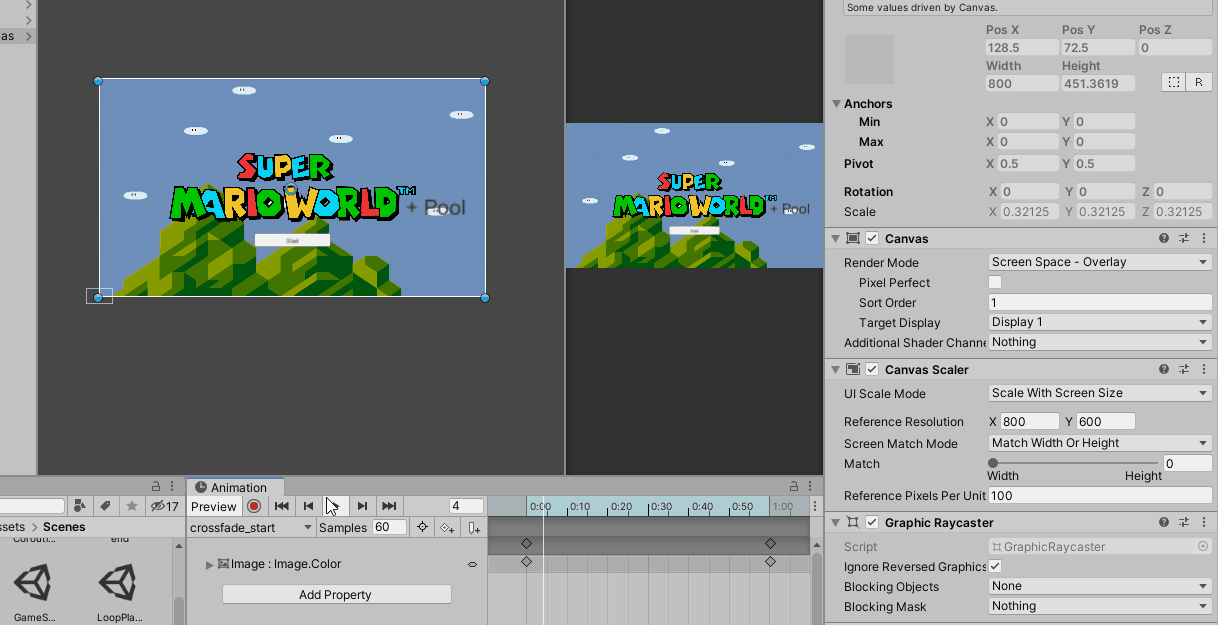 Some values driven by Canvas.
as
Pos X Pos Y Pos Z
128.5 72.5 0
Width Height
800 451.3619
R
Anchors
Min X 0 Y 0
Max X 0 Y 0
Pivot X 0.5 Y 0.5
Rotation X 0 Y 0 Z 0
Scale X 0.32125 Y 0.32125 Z 0.32125
SUPER
MARIO WORLD™ + Pool
Start
SUPER
MARIO WORLD™ + Pool
Canvas
Render Mode Screen Space - Overlay
Pixel Perfect
Sort Order 1
Target Display Display 1
Additional Shader Channe Nothing
Canvas Scaler
UI Scale Mode Scale With Screen Size
Reference Resolution X 800 Y 600
Screen Match Mode Match Width Or Height
Match 0
Width Height
Reference Pixels Per Unit 100
Graphic Raycaster
Script GraphicRaycaster
Ignore Reversed Graphics
Blocking Objects None
Blocking Mask Nothing
17
ssets > Scenes
Corouti... end
GameS... LoopPla...
Animation
Preview 4
0:00 0:10 0:20 0:30 0:40 0:50 1:00
crossfade_start Samples 60
Image : Image.Color
Add Property